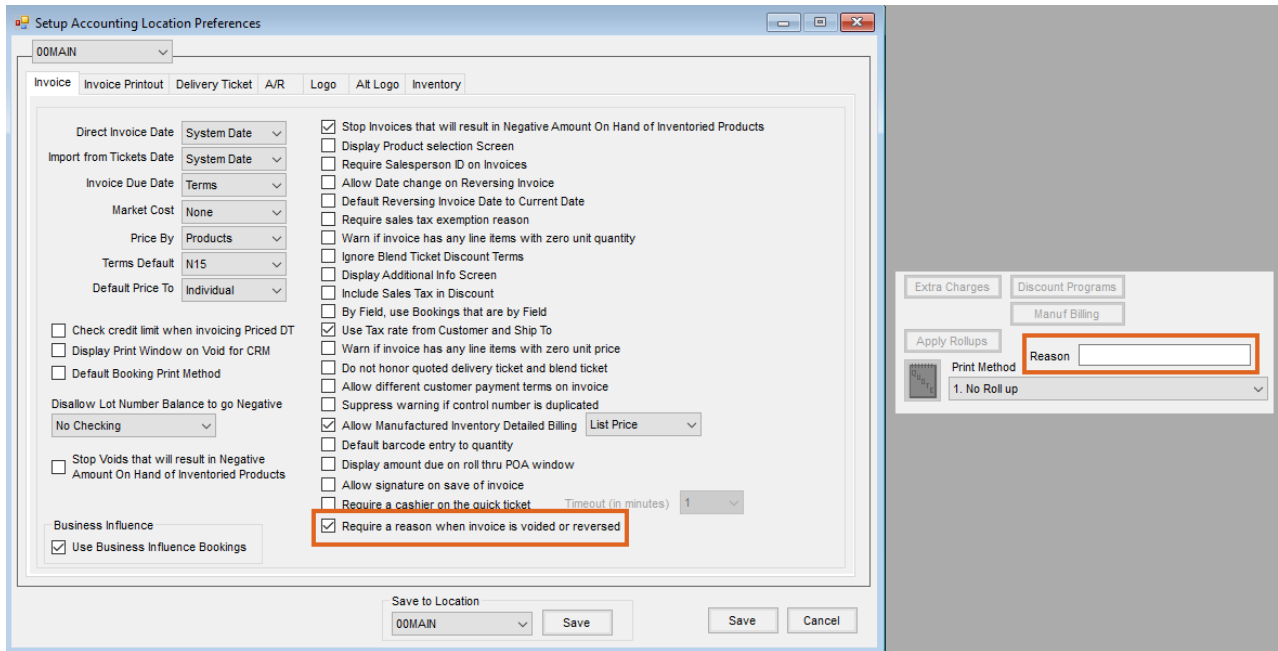 Setup Accounting Location Preferences
00MAIN
Invoice Invoice Printout Delivery Ticket A/R Logo Alt Logo Inventory
Direct Invoice Date System Date
Import from Tickets Date System Date
Invoice Due Date Terms
Market Cost None
Price By Products
Terms Default N15
Default Price To Individual
Check credit limit when invoicing Priced DT
Display Print Window on Void for CRM
Default Booking Print Method
Disallow Lot Number Balance to go Negative
No Checking
Stop Voids that will result in Negative
Amount On Hand of Inventoried Products
Business Influence
Use Business Influence Bookings
Stop Invoices that will result in Negative Amount On Hand of Inventoried Products
Display Product selection Screen
Require Salesperson ID on Invoices
Allow Date change on Reversing Invoice
Default Reversing Invoice Date to Current Date
Require sales tax exemption reason
Warn if invoice has any line items with zero unit quantity
Ignore Blend Ticket Discount Terms
Display Additional Info Screen
Include Sales Tax in Discount
By Field, use Bookings that are by Field
Use Tax rate from Customer and Ship To
Warn if invoice has any line items with zero unit price
Do not honor quoted delivery ticket and blend ticket
Allow different customer payment terms on invoice
Suppress warning if control number is duplicated
Allow Manufactured Inventory Detailed Billing List Price
Default barcode entry to quantity
Display amount due on roll thru POA window
Allow signature on save of invoice
Require a cashier on the quick ticket Timeout (in minutes) 1
Require a reason when invoice is voided or reversed
Save to Location
00MAIN Save
Save Cancel
Extra Charges Discount Programs
Manuf Billing
Apply Rollups
Reason
QUOTE
Print Method
1. No Roll up